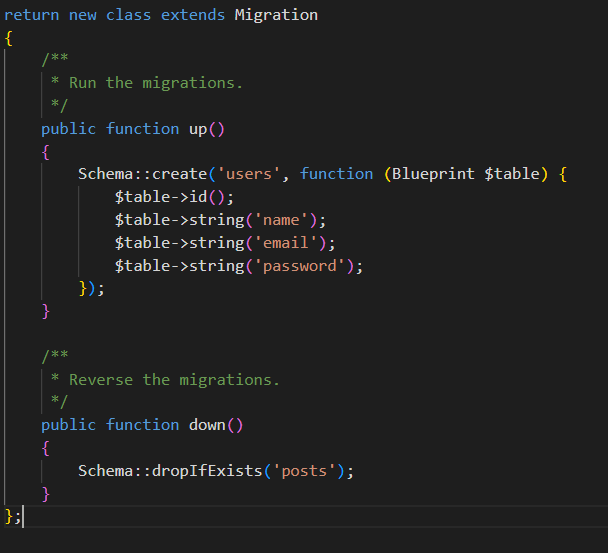 return new class extends Migration
{
    /**
     * Run the migrations.
     */
    public function up()
    {
        Schema::create('users', function (Blueprint $table) {
            $table->id();
            $table->string('name');
            $table->string('email');
            $table->string('password');
        });
    }

    /**
     * Reverse the migrations.
     */
    public function down()
    {
        Schema::dropIfExists('posts');
    }
};